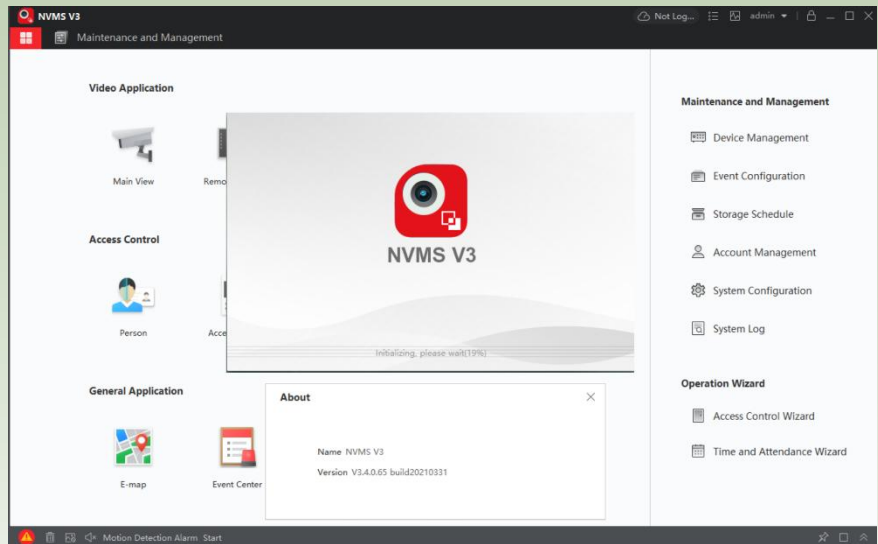 NVMS V3
Not Log...
admin
Maintenance and Management
Video Application
Main View
Remo
Access Control
Person
Acce
General Application
E-map
Event Center
NVMS V3
Initializing, please wait(19%)
About
Name NVMS V3
Version V3.4.0.65 build20210331
Maintenance and Management
Device Management
Event Configuration
Storage Schedule
Account Management
System Configuration
System Log
Operation Wizard
Access Control Wizard
Time and Attendance Wizard
Motion Detection Alarm Start